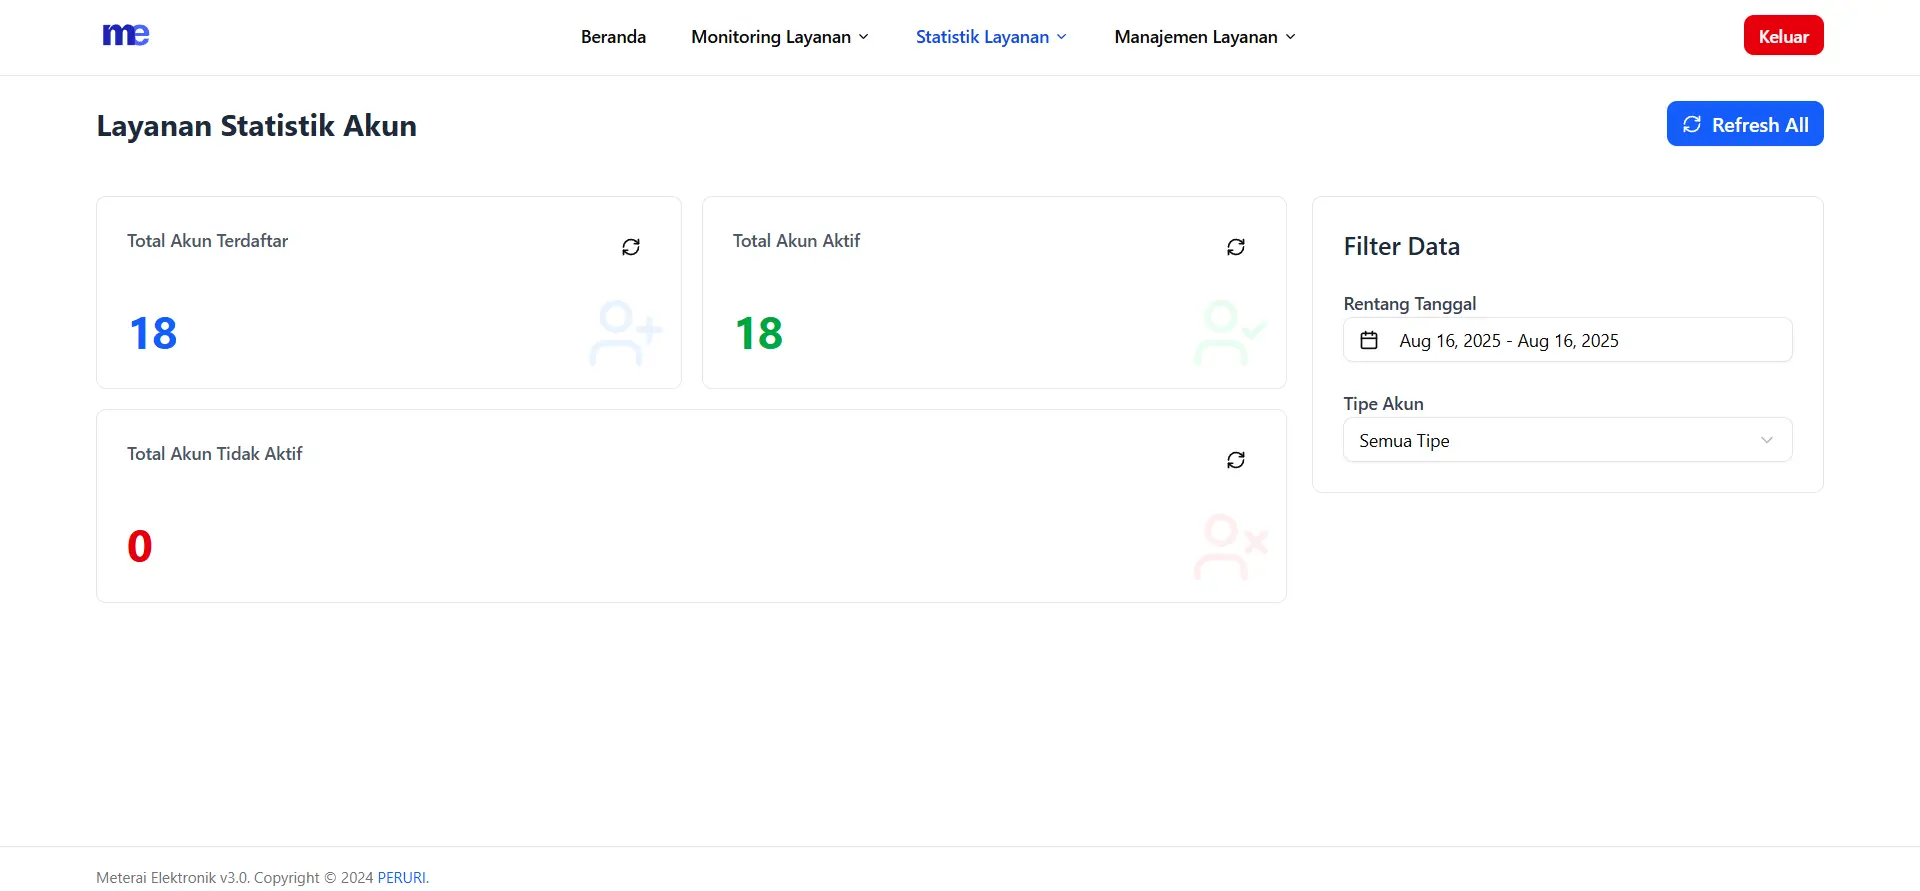 me
Beranda
Monitoring Layanan
Statistik Layanan
Manajemen Layanan
Keluar
Layanan Statistik Akun
Refresh All
Total Akun Terdaftar
18
Total Akun Aktif
18
Total Akun Tidak Aktif
0
Filter Data
Rentang Tanggal
Aug 16, 2025 - Aug 16, 2025
Tipe Akun
Semua Tipe
Meterai Elektronik v3.0. Copyright © 2024 PERURI.